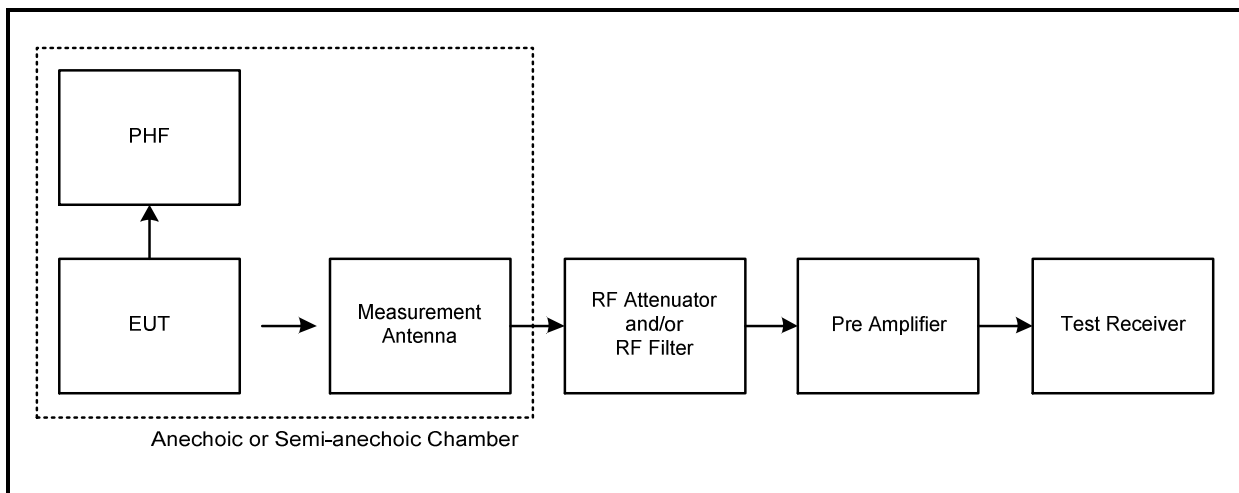 PHF
EUT
Measurement
Antenna
RF Attenuator
and/or
RF Filter
Pre Amplifier
Test Receiver
Anechoic or Semi-anechoic Chamber